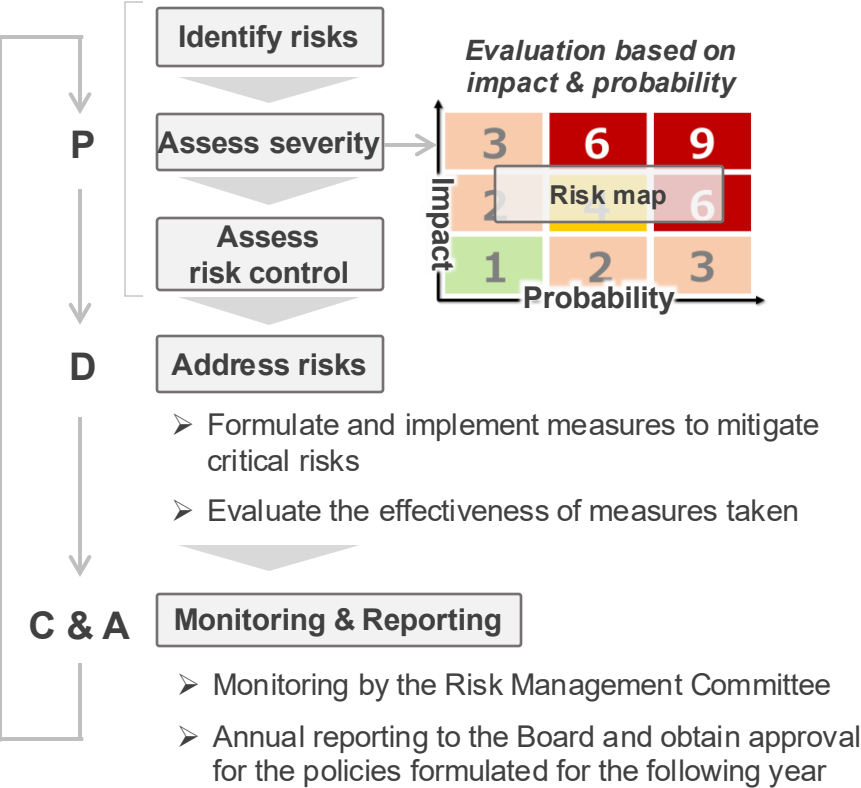 Identify risks
Evaluation based on
impact & probability
P
Assess severity
3 6 9
Impact
2 4 6
Risk map
Assess
risk control
1 2 3
Probability
D
Address risks
➢ Formulate and implement measures to mitigate
critical risks
➢ Evaluate the effectiveness of measures taken
C & A
Monitoring & Reporting
➢ Monitoring by the Risk Management Committee
➢ Annual reporting to the Board and obtain approval
for the policies formulated for the following year